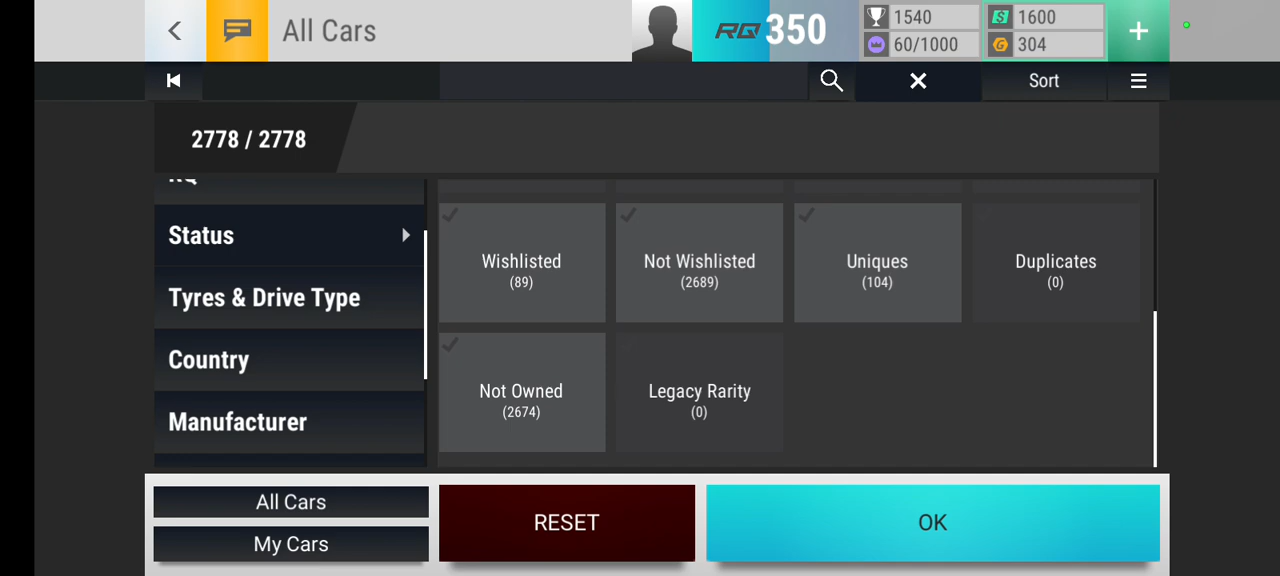 All Cars
RQ 350
1540
60/1000
1600
304
+
Sort
2778 / 2778
RQ
Status
Tyres & Drive Type
Country
Manufacturer
Wishlisted
(89)
Not Wishlisted
(2689)
Uniques
(104)
Duplicates
(0)
Not Owned
(2674)
Legacy Rarity
(0)
All Cars
My Cars
RESET
OK